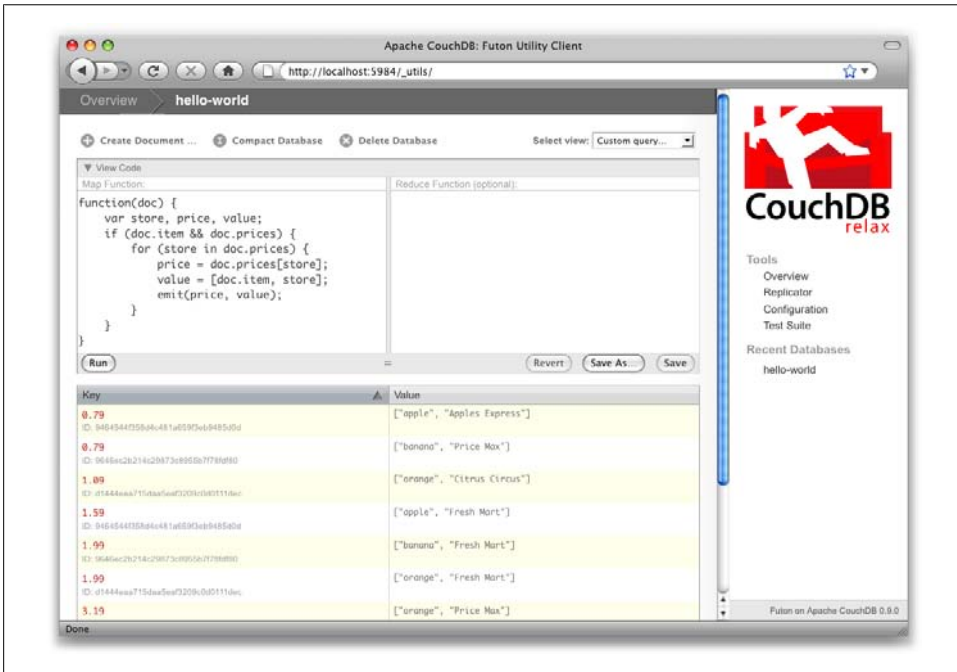 Apache CouchDB: Futon Utility Client
http://localhost:5984/_utils/
Overview
hello-world
Create Document ...
Compact Database
Delete Database
Select view: Custom query...
View Code
Map Function:
Reduce Function (optional):
function(doc) {
    var store, price, value;
    if (doc.item && doc.prices) {
        for (store in doc.prices) {
            price = doc.prices[store];
            value = [doc.item, store];
            emit(price, value);
        }
    }
}
Run
Revert
Save As...
Save
Key
Value
0.79
["apple", "Apples Express"]
ID:
0.79
["banana", "Price Max"]
ID:
1.09
["orange", "Citrus Circus"]
ID:
1.59
["apple", "Fresh Mart"]
ID:
1.99
["banana", "Fresh Mart"]
ID:
1.99
["orange", "Fresh Mart"]
ID:
3.19
["orange", "Price Max"]
CouchDB
relax
Tools
Overview
Replicator
Configuration
Test Suite
Recent Databases
hello-world
Futon on Apache CouchDB 0.9.0
Done